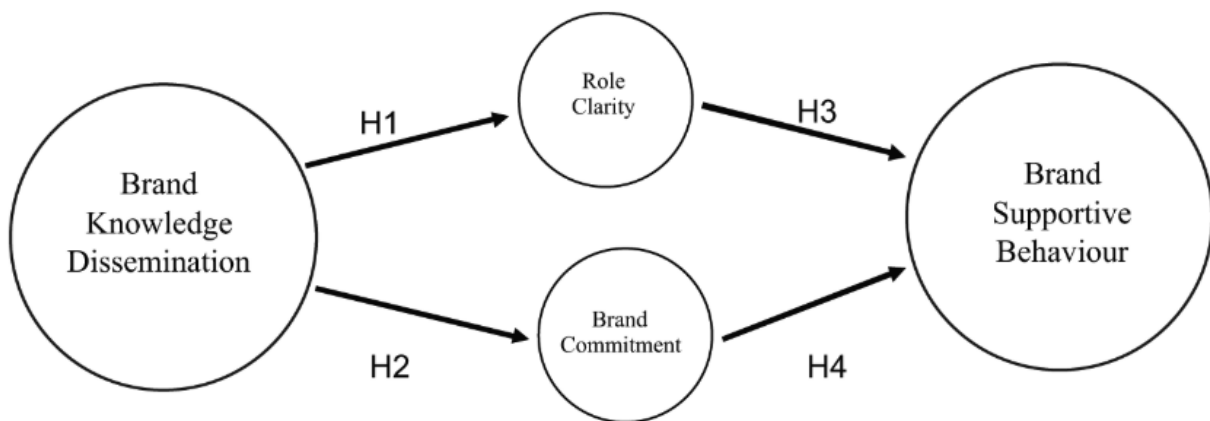 Brand
Knowledge
Dissemination
H1
H2
Role
Clarity
Brand
Commitment
H3
H4
Brand
Supportive
Behaviour